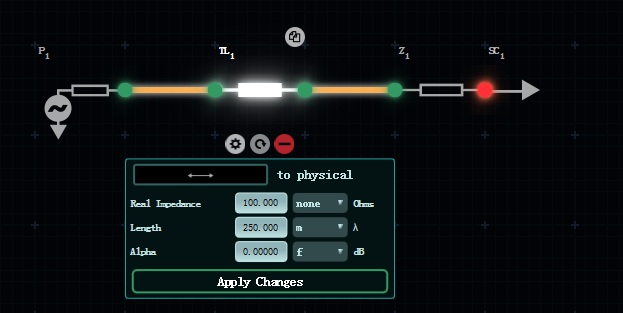 P1 TL1 Z1 SC1
to physical
Real Impedance 100.000 none Ohms
Length 250.000 m λ
Alpha 0.00000 f dB
Apply Changes